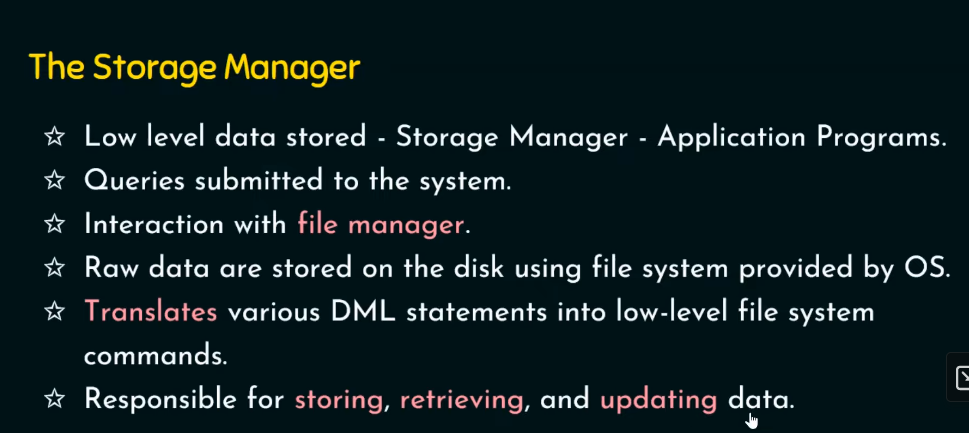 The Storage Manager
☆ Low level data stored - Storage Manager - Application Programs.
☆ Queries submitted to the system.
☆ Interaction with file manager.
☆ Raw data are stored on the disk using file system provided by OS.
☆ Translates various DML statements into low-level file system
commands.
☆ Responsible for storing, retrieving, and updating data.